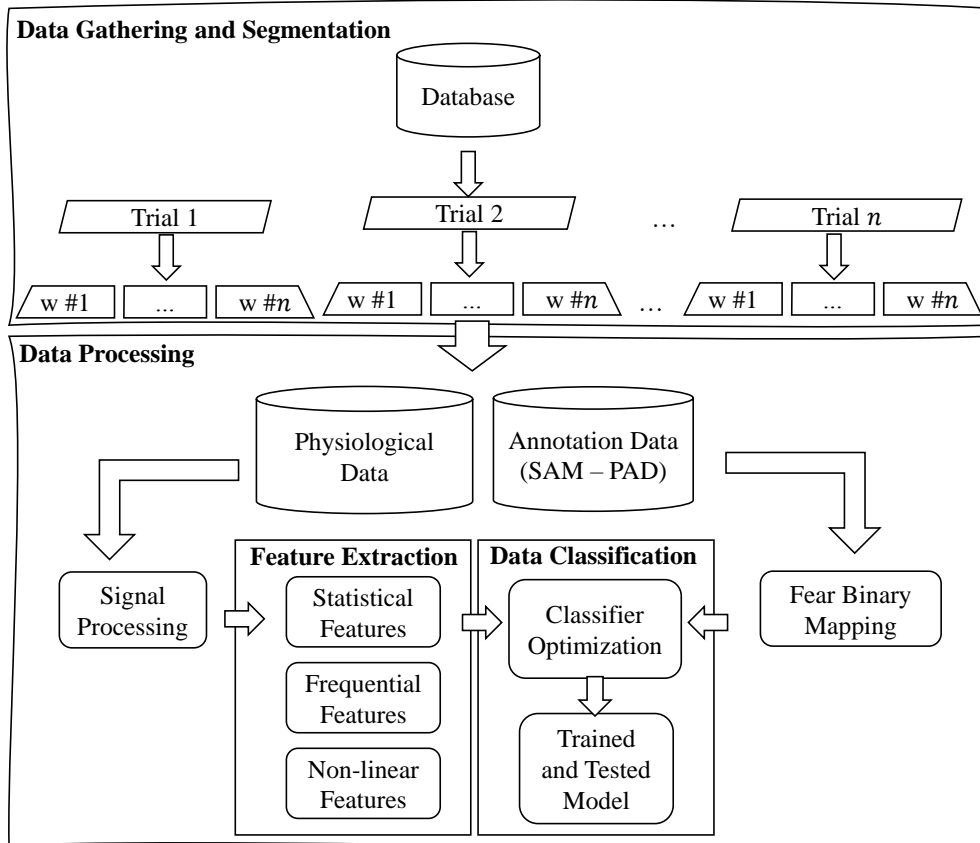 Data Gathering and Segmentation
Database
Trial 1
Trial 2
...
Trial n
w #1
...
w #n
w #1
...
w #n
...
w #1
...
w #n
Data Processing
Physiological
Data
Annotation Data
(SAM – PAD)
Signal
Processing
Feature Extraction
Statistical
Features
Frequential
Features
Non-linear
Features
Data Classification
Classifier
Optimization
Trained
and Tested
Model
Fear Binary
Mapping